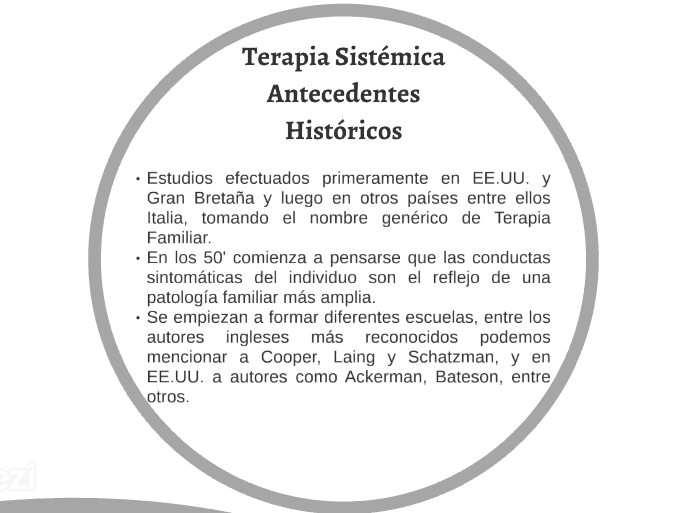 Terapia Sistémica
Antecedentes
Históricos
• Estudios efectuados primeramente en EE.UU. y
Gran Bretaña y luego en otros países entre ellos
Italia, tomando el nombre genérico de Terapia
Familiar.
• En los 50' comienza a pensarse que las conductas
sintomáticas del individuo son el reflejo de una
patología familiar más amplia.
• Se empiezan a formar diferentes escuelas, entre los
autores ingleses más reconocidos podemos
mencionar a Cooper, Laing y Schatzman, y en
EE.UU. a autores como Ackerman, Bateson, entre
otros.